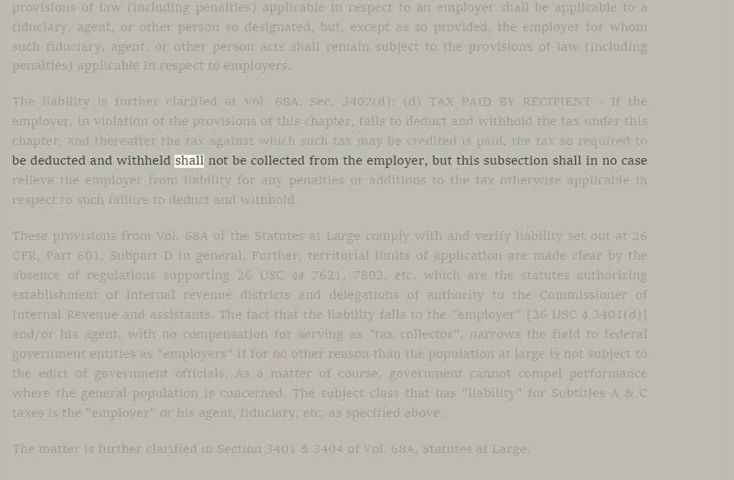 provisions of law (including penalties) applicable in respect to an employer shall be applicable to a
fiduciary, agent, or other person so designated, but, except as so provided, the employer for whom
such fiduciary, agent, or other person acts shall remain subject to the provisions of law (including
penalties) applicable in respect to employers.
The liability is further clarified at Vol. 68A. Sec. 3402(d): (d) TAX PAID BY RECIPIENT - If the
employer, in violation of the provisions of this chapter, fails to deduct and withhold the tax under this
chapter, and thereafter the tax against which such tax may be credited is paid, the tax so required to
be deducted and withheld shall not be collected from the employer, but this subsection shall in no case
relieve the employer from liability for any penalties or additions to the tax otherwise applicable in
respect to such failure to deduct and withhold
These provisions from Vol. 68A of the Statutes at Large comply with and verify liability set out at 26
CFR, Part 601, Subpart D in general. Further, territorial limits of application are made clear by the
absence of regulations supporting 26 USC 7621, 7802, etc. which are the statutes authorizing
establishment of internal revenue districts and delegations of authority to the Commissioner of
Internal Revenue and assistants. The fact that the liability falls to the "employer" [26 USC 3401(d)]
and/or his agent, with no compensation for serving as "tax collector", narrows the field to federal
government entities as "employers" if for no other reason than the population at large is not subject to
the edict of government officials. As a matter of course, government cannot compel performance
where the general population is concerned. The subject class that has "liability" for Subtitles A & C
taxes is the "employer" or his agent, fiduciary, etc. as specified above.
The matter is further clarified in Section 3401 & 3404 of Vol. 68A, Statutes at Large: